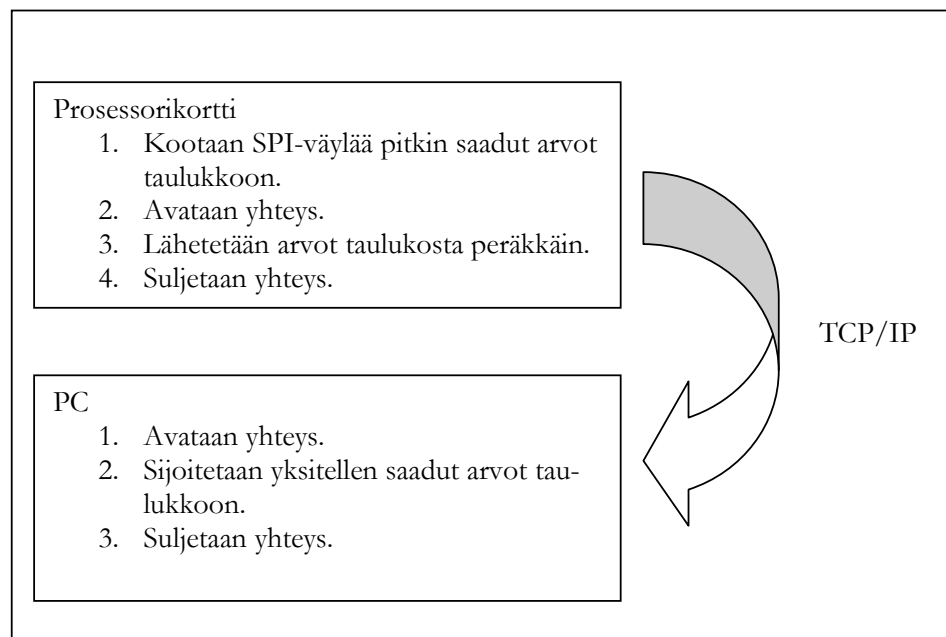 Prosessorikortti
1. Kootaan SPI-väylää pitkin saadut arvot
taulukkoon.
2. Avataan yhteys.
3. Lähetetään arvot taulukosta peräkkäin.
4. Suljetaan yhteys.
TCP/IP
PC
1. Avataan yhteys.
2. Sijoitetaan yksitellen saadut arvot tau-
lukkoon.
3. Suljetaan yhteys.